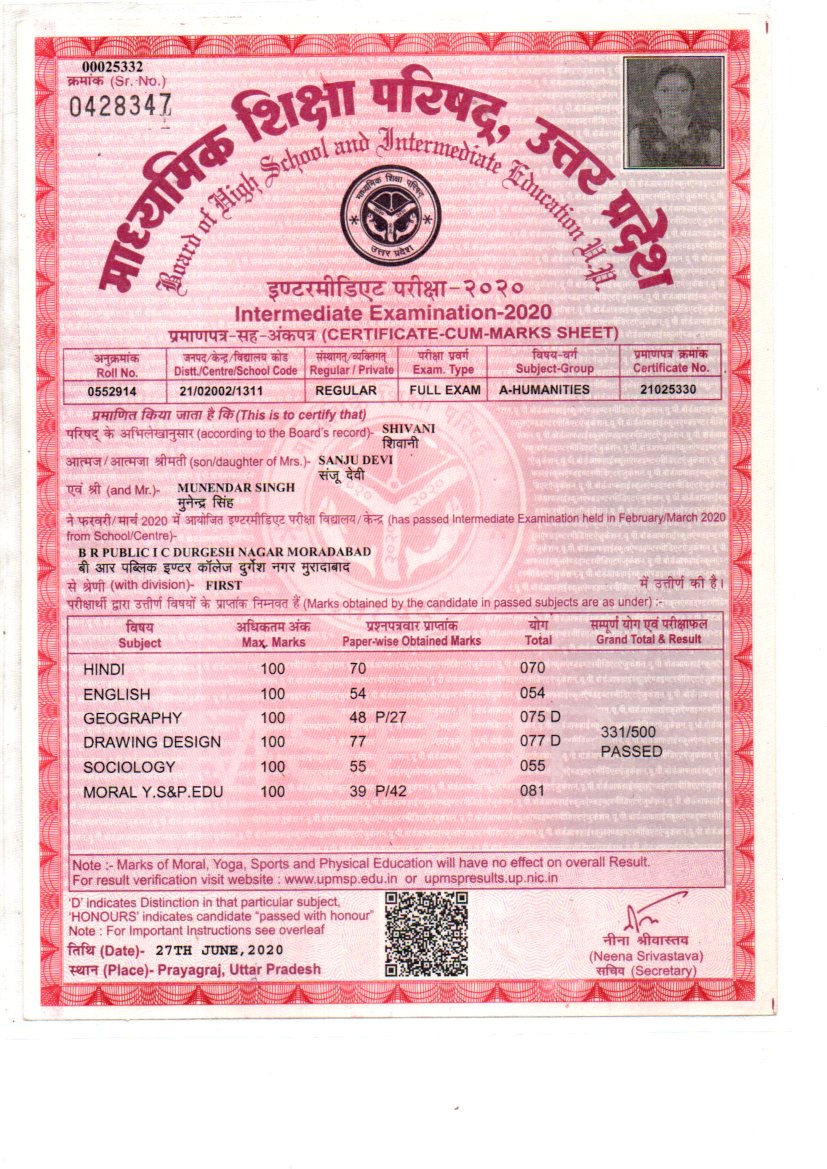 00025332
क्रमांक (Sr. No.)
0428347
माध्यमिक शिक्षा परिषद्, उत्तर प्रदेश
Board of High School and Intermediate Education U.P.
माध्यमिक शिक्षा परिषद
उत्तर प्रदेश
इण्टरमीडिएट परीक्षा-२०२०
Intermediate Examination-2020
प्रमाणपत्र-सह-अंकपत्र (CERTIFICATE-CUM-MARKS SHEET)
अनुक्रमांक जनपद/केन्द्र/विद्यालय कोड संस्थागत/व्यक्तिगत परीक्षा प्रवर्ग विषय-वर्ग प्रमाणपत्र क्रमांक
Roll No. Distt./Centre/School Code Regular / Private Exam. Type Subject-Group Certificate No.
0552914 21/02002/1311 REGULAR FULL EXAM A-HUMANITIES 21025330
प्रमाणित किया जाता है कि (This is to certify that)
परिषद् के अभिलेखानुसार (according to the Board's record)- SHIVANI
शिवानी
आत्मज/आत्मजा श्रीमती (son/daughter of Mrs.)- SANJU DEVI
संजू देवी
एवं श्री (and Mr.)- MUNENDAR SINGH
मुनेन्द्र सिंह
ने फरवरी/मार्च 2020 में आयोजित इण्टरमीडिएट परीक्षा विद्यालय/केन्द्र (has passed Intermediate Examination held in February/March 2020
from School/Centre)-
B R PUBLIC I C DURGESH NAGAR MORADABAD
बी आर पब्लिक इण्टर कॉलेज दुर्गेश नगर मुरादाबाद
से श्रेणी (with division)- FIRST में उत्तीर्ण की है।
परीक्षार्थी द्वारा उत्तीर्ण विषयों के प्राप्तांक निम्नवत हैं (Marks obtained by the candidate in passed subjects are as under) :-
विषय अधिकतम अंक प्रश्नपत्रवार प्राप्तांक योग सम्पूर्ण योग एवं परीक्षाफल
Subject Max. Marks Paper-wise Obtained Marks Total Grand Total & Result
HINDI 100 70 070
ENGLISH 100 54 054
GEOGRAPHY 100 48 P/27 075 D
331/500
DRAWING DESIGN 100 77 077 D
PASSED
SOCIOLOGY 100 55 055
MORAL Y.S&P.EDU 100 39 P/42 081
Note :- Marks of Moral, Yoga, Sports and Physical Education will have no effect on overall Result.
For result verification visit website : www.upmsp.edu.in or upmspresults.up.nic.in
'D' indicates Distinction in that particular subject,
'HONOURS' indicates candidate "passed with honour"
Note : For Important Instructions see overleaf
तिथि (Date)- 27TH JUNE,2020
स्थान (Place)- Prayagraj, Uttar Pradesh
नीना श्रीवास्तव
(Neena Srivastava)
सचिव (Secretary)